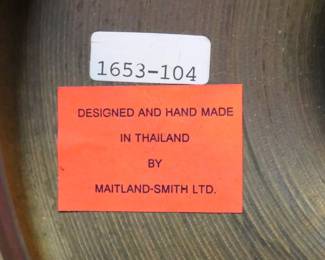 1653-104
DESIGNED AND HAND MADE
IN THAILAND
BY
MAITLAND-SMITH LTD.